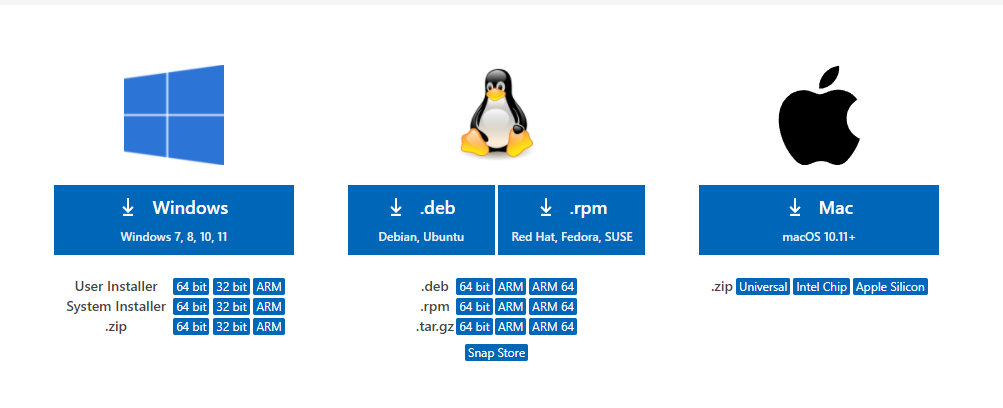 Windows
Windows 7, 8, 10, 11
User Installer 64 bit 32 bit ARM
System Installer 64 bit 32 bit ARM
.zip 64 bit 32 bit ARM
.deb
Debian, Ubuntu
.rpm
Red Hat, Fedora, SUSE
.deb 64 bit ARM ARM 64
.rpm 64 bit ARM ARM 64
.tar.gz 64 bit ARM ARM 64
Snap Store
Mac
macOS 10.11+
.zip Universal Intel Chip Apple Silicon